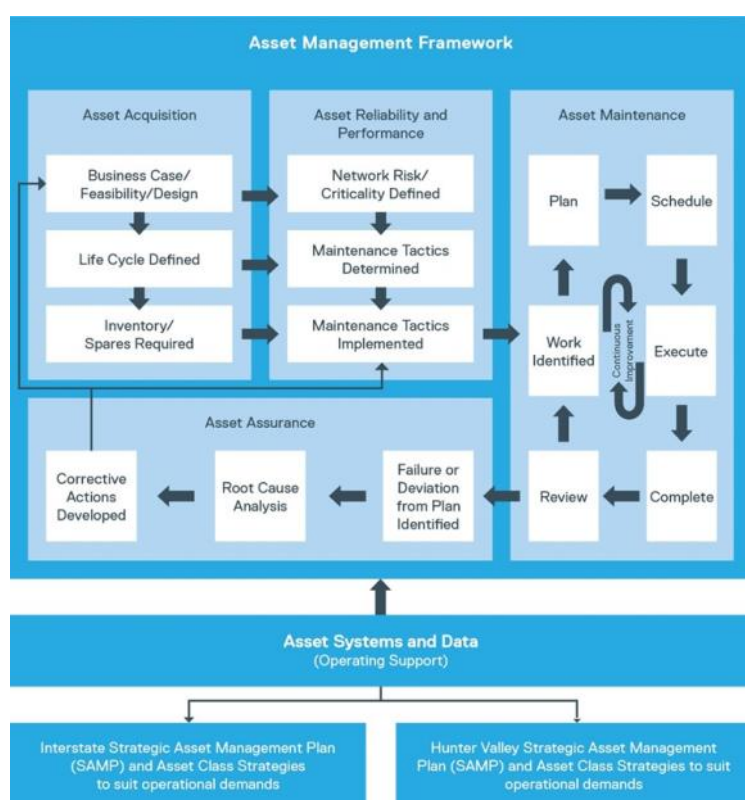 Asset Management Framework
Asset Acquisition
Business Case/
Feasibility/Design
Life Cycle Defined
Inventory/
Spares Required
Asset Reliability and
Performance
Network Risk/
Criticality Defined
Maintenance Tactics
Determined
Maintenance Tactics
Implemented
Asset Maintenance
Plan
Schedule
Work
Identified
Continuous
Improvement
Execute
Review
Complete
Asset Assurance
Corrective
Actions
Developed
Root Cause
Analysis
Failure or
Deviation
from Plan
Identified
Asset Systems and Data
(Operating Support)
Interstate Strategic Asset Management Plan
(SAMP) and Asset Class Strategies
to suit operational demands
Hunter Valley Strategic Asset Management
Plan (SAMP) and Asset Class Strategies to suit
operational demands